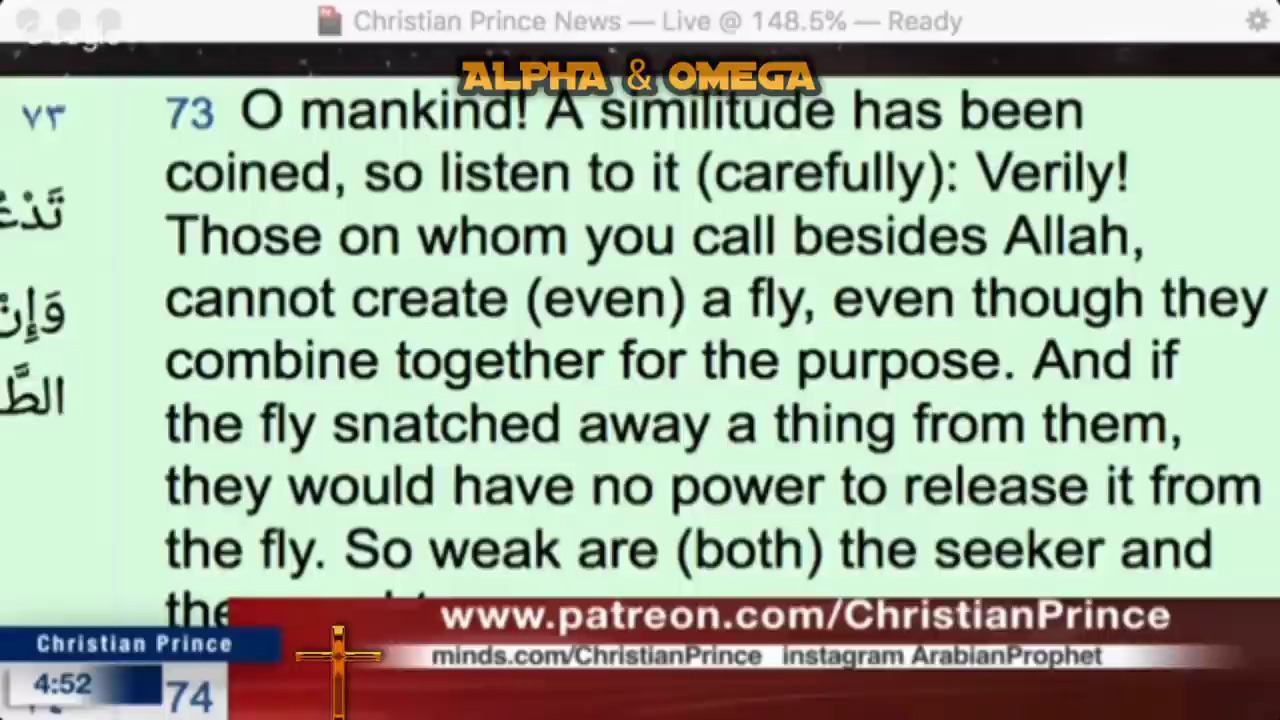 Christian Prince News — Live @ 148.5% — Ready
ALPHA & OMEGA
٧٣
73 O mankind! A similitude has been
coined, so listen to it (carefully): Verily!
Those on whom you call besides Allah,
cannot create (even) a fly, even though they
combine together for the purpose. And if
the fly snatched away a thing from them,
they would have no power to release it from
the fly. So weak are (both) the seeker and
the
وَإِن
www.patreon.com/ChristianPrince
Christian Prince
minds.com/ChristianPrince instagram ArabianProphet
4:52
74